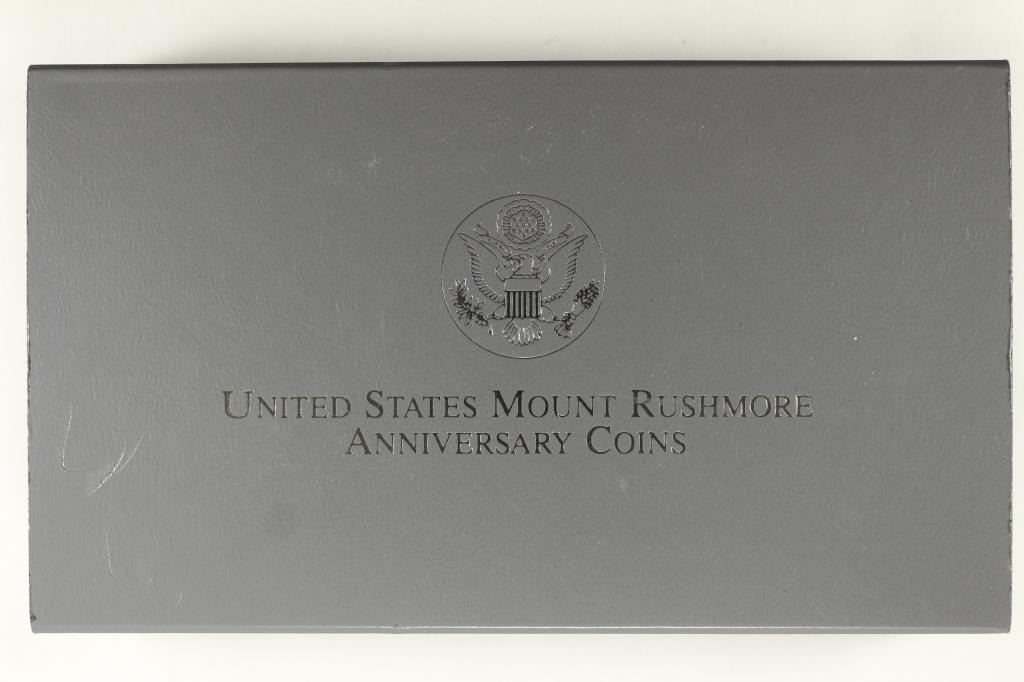 UNITED STATES MOUNT RUSHMORE
ANNIVERSARY COINS